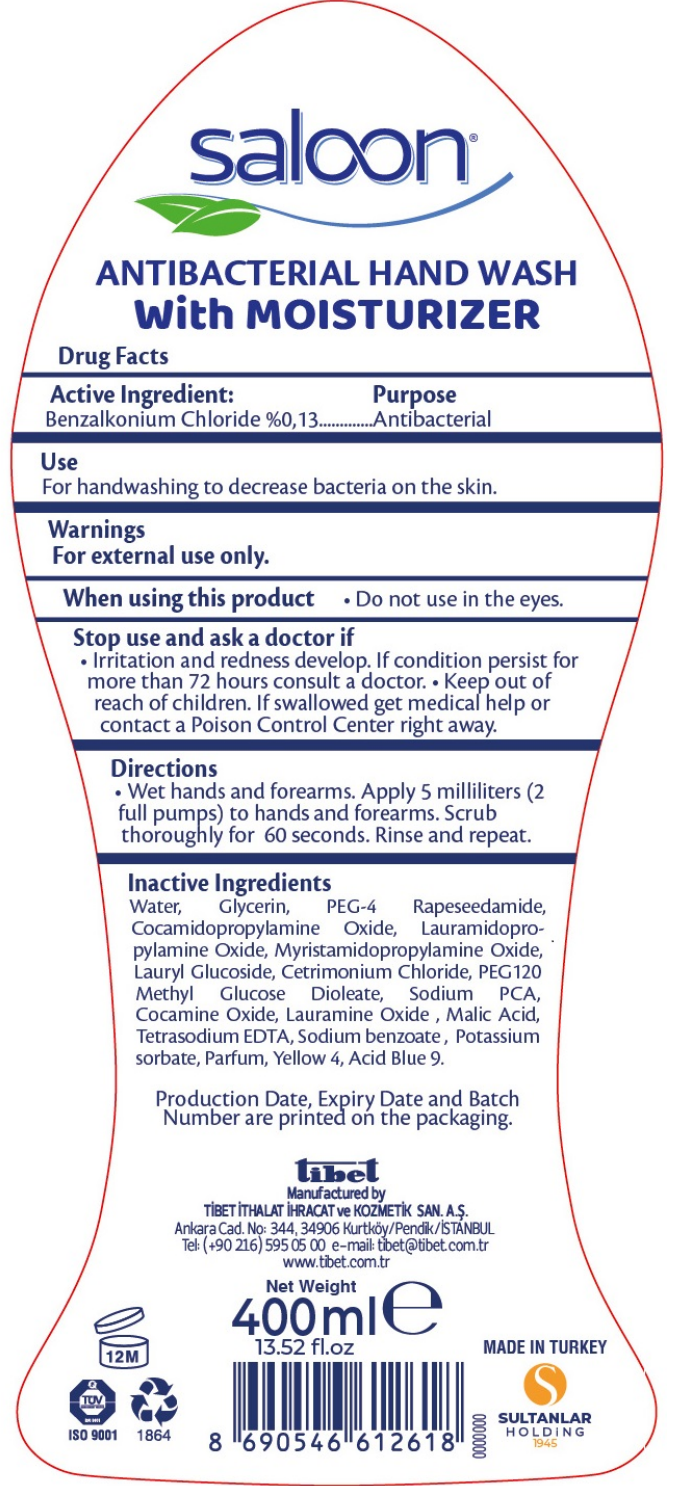 saloon®
ANTIBACTERIAL HAND WASH
With MOISTURIZER
Drug Facts
Active Ingredient: Purpose
Benzalkonium Chloride %0,13.............Antibacterial
Use
For handwashing to decrease bacteria on the skin.
Warnings
For external use only.
When using this product • Do not use in the eyes.
Stop use and ask a doctor if
• Irritation and redness develop. If condition persist for
more than 72 hours consult a doctor. • Keep out of
reach of children. If swallowed get medical help or
contact a Poison Control Center right away.
Directions
• Wet hands and forearms. Apply 5 milliliters (2
full pumps) to hands and forearms. Scrub
thoroughly for 60 seconds. Rinse and repeat.
Inactive Ingredients
Water, Glycerin, PEG-4 Rapeseedamide,
Cocamidopropylamine Oxide, Lauramidopro-
pylamine Oxide, Myristamidopropylamine Oxide,
Lauryl Glucoside, Cetrimonium Chloride, PEG120
Methyl Glucose Dioleate, Sodium PCA,
Cocamine Oxide, Lauramine Oxide , Malic Acid,
Tetrasodium EDTA, Sodium benzoate , Potassium
sorbate, Parfum, Yellow 4, Acid Blue 9.
Production Date, Expiry Date and Batch
Number are printed on the packaging.
tibet
Manufactured by
TİBET İTHALAT İHRACAT ve KOZMETİK SAN. A.Ş.
Ankara Cad. No: 344, 34906 Kurtköy/Pendik/İSTANBUL
Tel: (+90 216) 595 05 00 e-mail: tibet@tibet.com.tr
www.tibet.com.tr
Net Weight
400ml ℮
13.52 fl.oz
12M
MADE IN TURKEY
TÜV
ISO 9001
1864
8 690546 612618
0000000
S
SULTANLAR
HOLDiNG
1945